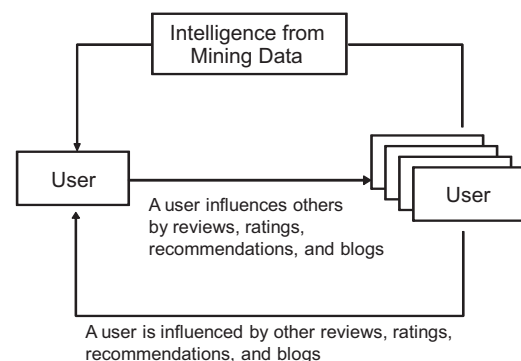 Intelligence from
Mining Data
User
User
A user influences others
by reviews, ratings,
recommendations, and blogs
A user is influenced by other reviews, ratings,
recommendations, and blogs